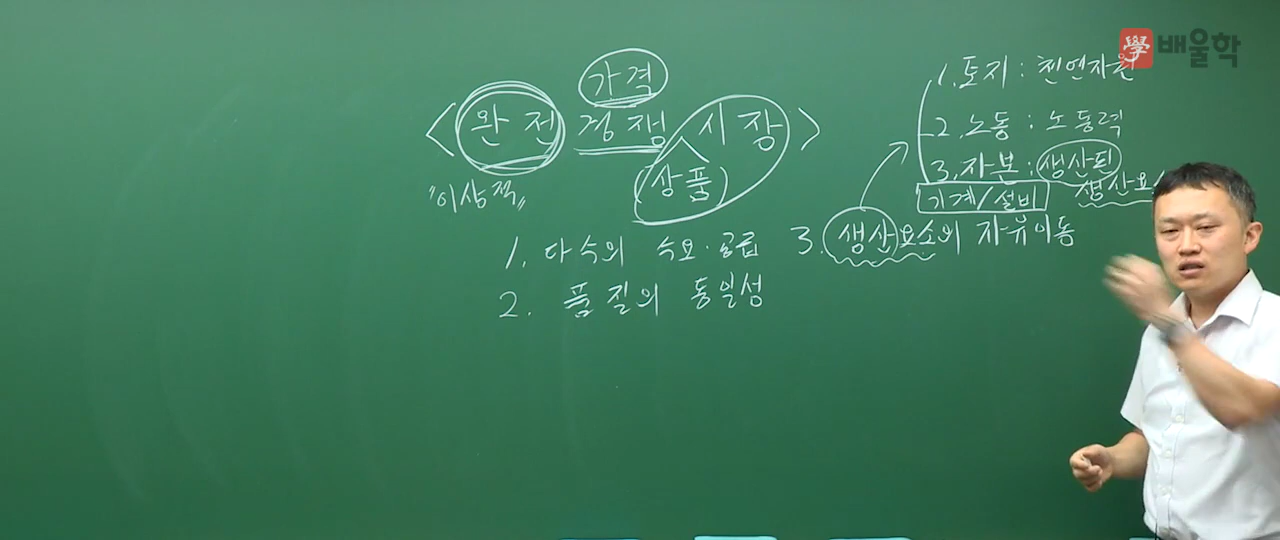 學 배울학
가격
<완전 경쟁 시장>
(상품)
"이상적"
1. 다수의 수요·공급
2. 품질의 동일성
3. 생산요소의 자유이동
1. 토지 : 천연자원
2. 노동 : 노동력
3. 자본 : 생산된
생산요
기계/설비